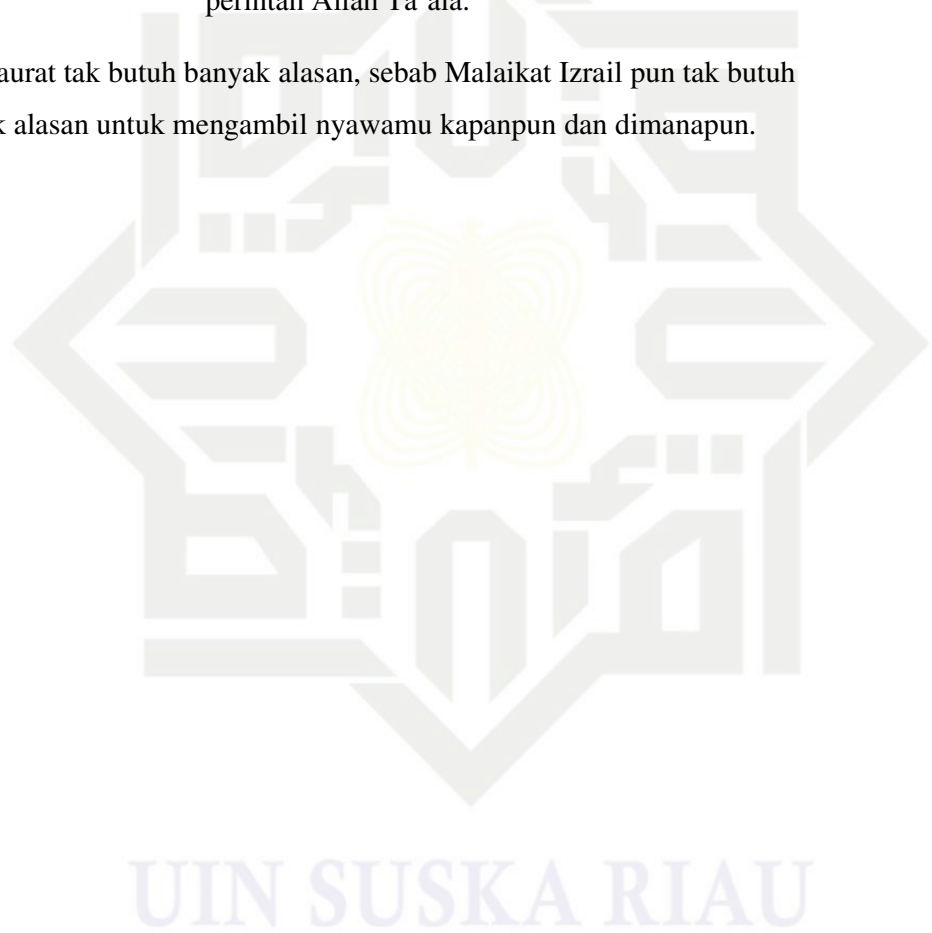 perintah Allah Ta'ala.
aurat tak butuh banyak alasan, sebab Malaikat Izrail pun tak butuh
k alasan untuk mengambil nyawamu kapanpun dan dimanapun.
UIN SUSKA RIAU